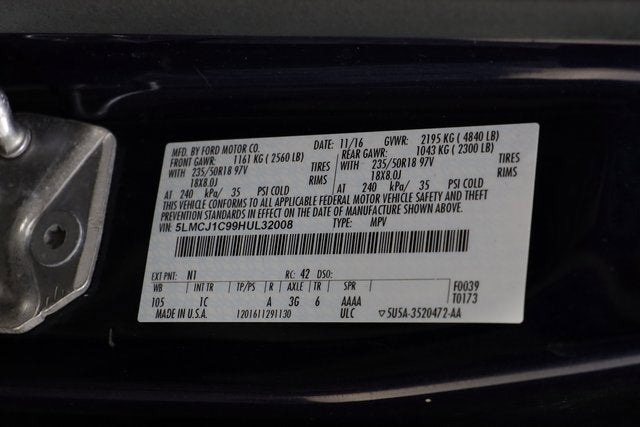 MFD. BY FORD MOTOR CO. DATE: 11/16 GVWR: 2195 KG ( 4840 LB)
FRONT GAWR: 1161 KG ( 2560 LB) REAR GAWR: 1043 KG ( 2300 LB)
WITH 235/50R18 97V TIRES WITH 235/50R18 97V TIRES
18X8.0J RIMS 18X8.0J RIMS
AT 240 kPa/ 35 PSI COLD AT 240 kPa/ 35 PSI COLD
THIS VEHICLE CONFORMS TO ALL APPLICABLE FEDERAL MOTOR VEHICLE SAFETY AND THEFT
PREVENTION STANDARDS IN EFFECT ON THE DATE OF MANUFACTURE SHOWN ABOVE.
VIN: 5LMCJ1C99HUL32008 TYPE: MPV
EXT PNT: N1 RC: 42 DSO: F0039
WB INT TR TP/PS R AXLE TR SPR T0173
105 1C A 3G 6 AAAA
MADE IN U.S.A. 1201611291130 ULC ▽5U5A-3520472-AA